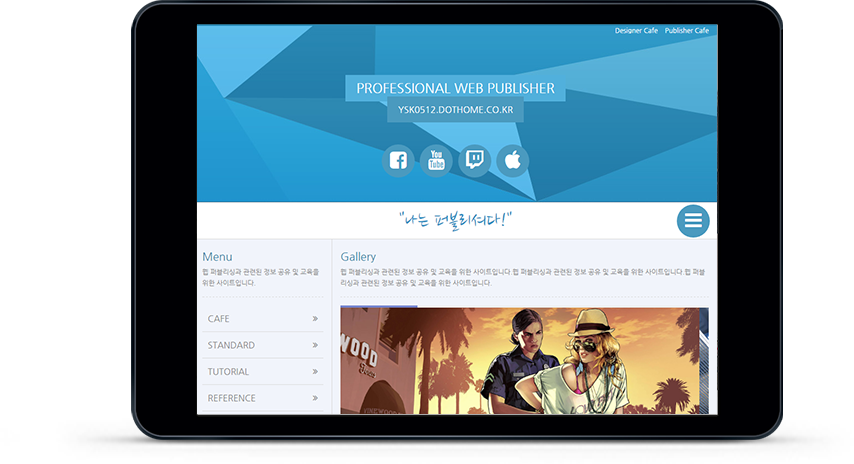 Designer Cafe Publisher Cafe
PROFESSIONAL WEB PUBLISHER
YSK0512.DOTHOME.CO.KR
You
Tube
"나는 퍼블리셔다!"
Menu
웹 퍼블리싱과 관련된 정보 공유 및 교육을
위한 사이트입니다.
CAFE
STANDARD
TUTORIAL
REFERENCE
Gallery
웹 퍼블리싱과 관련된 정보 공유 및 교육을 위한 사이트입니다.웹 퍼블리싱과 관련된 정보 공유 및 교육을 위한 사이트입니다.웹 퍼블
리싱과 관련된 정보 공유 및 교육을 위한 사이트입니다.
WOOD